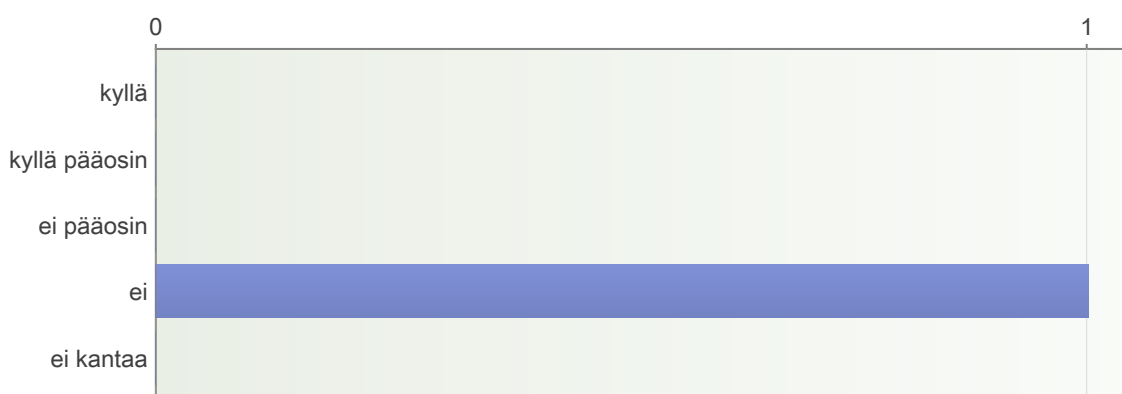 0 1
kyllä
kyllä pääosin
ei pääosin
ei
ei kantaa